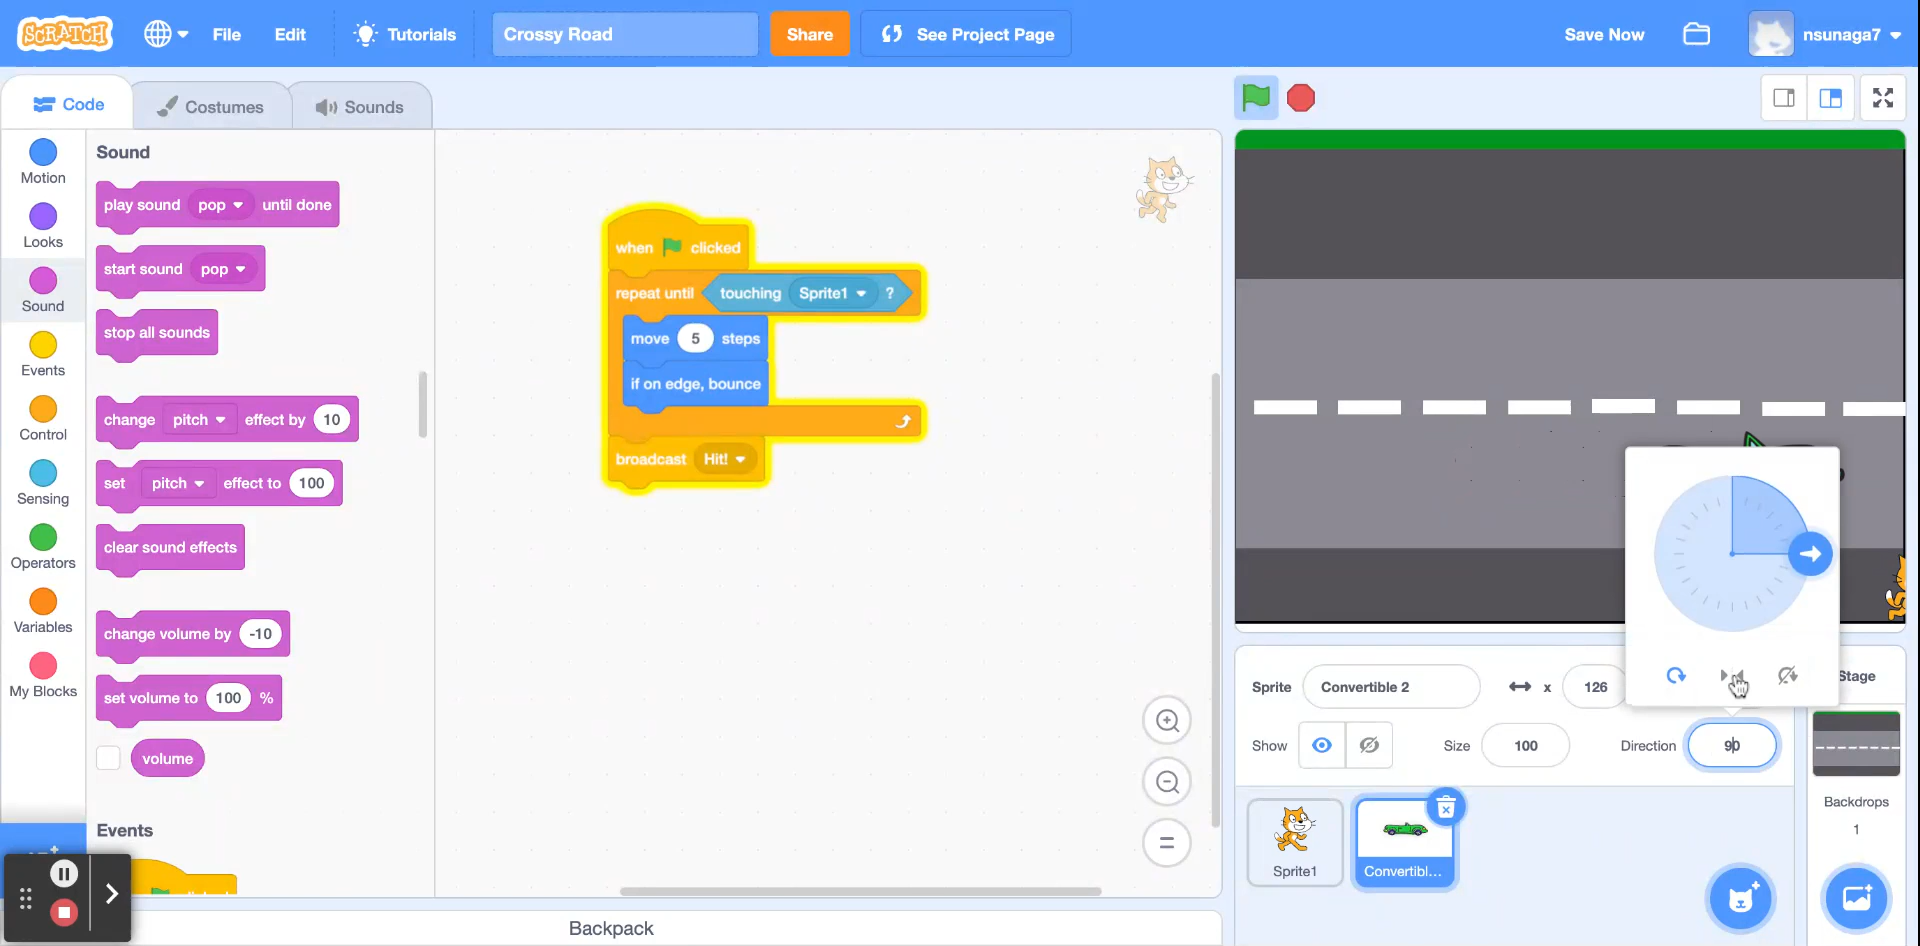 SCRATCH
File
Edit
Tutorials
Crossy Road
Share
See Project Page
Save Now
nsunaga7
Code
Costumes
Sounds
Motion
Looks
Sound
Events
Control
Sensing
Operators
Variables
My Blocks
Sound
play sound pop until done
start sound pop
stop all sounds
change pitch effect by 10
set pitch effect to 100
clear sound effects
change volume by -10
set volume to 100 %
volume
Events
when clicked
repeat until touching Sprite1 ?
move 5 steps
if on edge, bounce
broadcast Hit!
Backpack
Sprite Convertible 2
x 126
Show
Size 100
Direction 90
Sprite1
Convertibl...
Stage
Backdrops
1